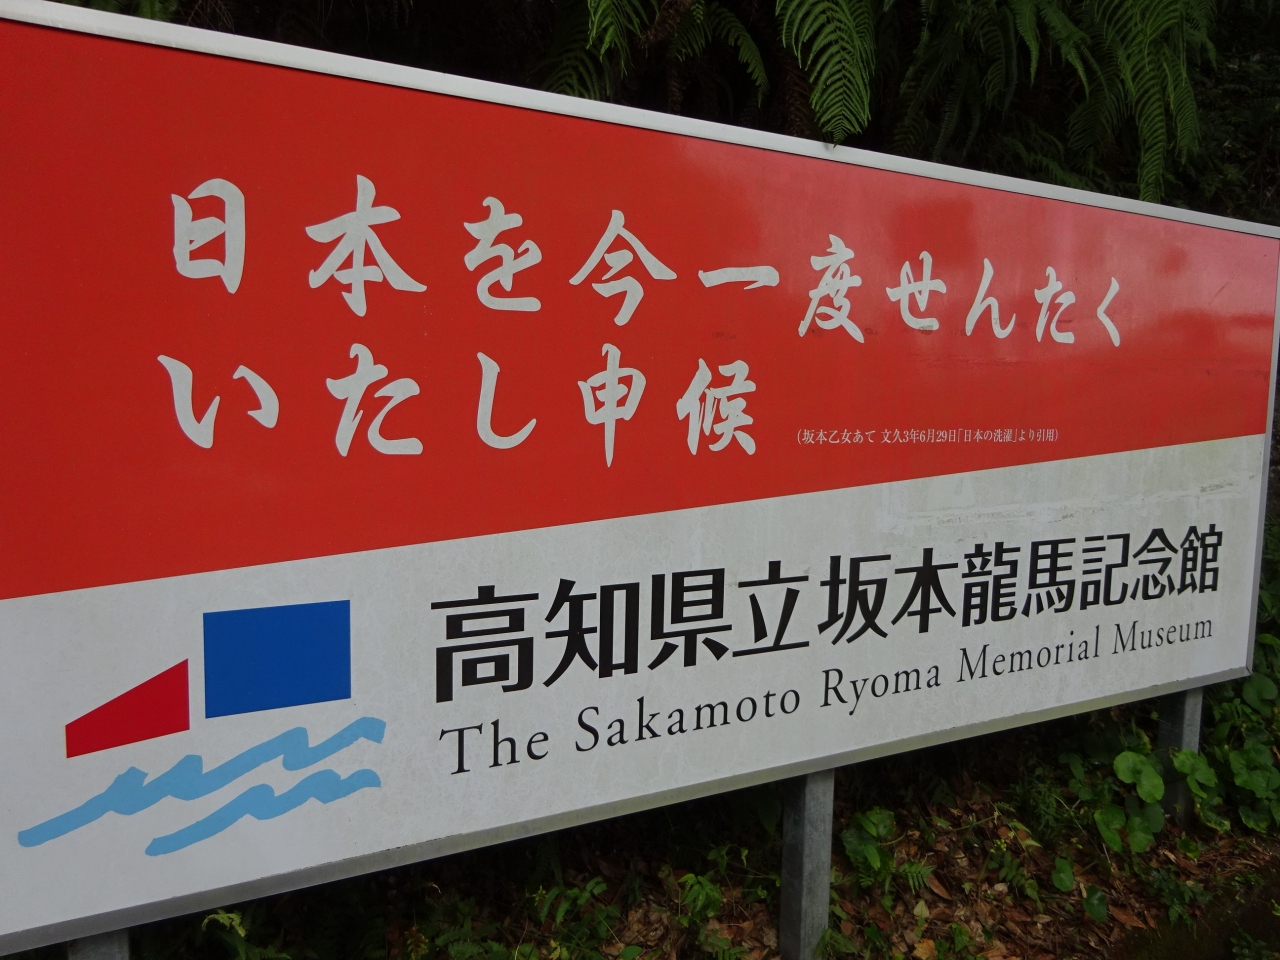 日本を今一度せんたく
いたし申候
(坂本乙女あて 文久3年6月29日「日本の洗濯」より引用)
高知県立坂本龍馬記念館
The Sakamoto Ryoma Memorial Museum